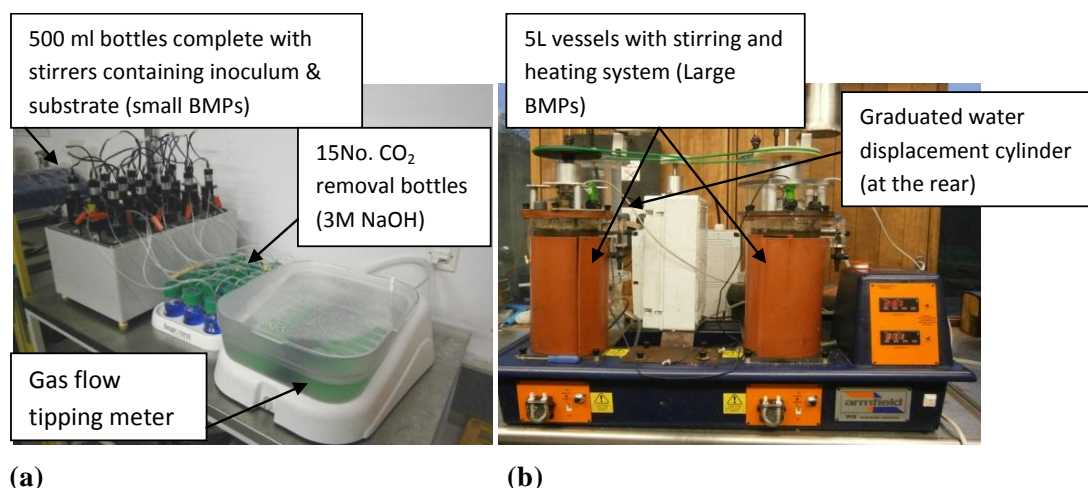 500 ml bottles complete with
stirrers containing inoculum &
substrate (small BMPs)
15No. CO₂
removal bottles
(3M NaOH)
Gas flow
tipping meter
5L vessels with stirring and
heating system (Large
BMPs)
Graduated water
displacement cylinder
(at the rear)
armfield
(a)
(b)